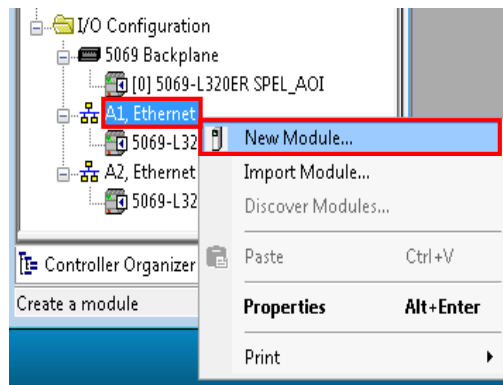 I/O Configuration
5069 Backplane
[0] 5069-L320ER SPEL_AOI
A1, Ethernet
5069-L32
New Module...
Import Module...
A2, Ethernet
5069-L32
Discover Modules...
Paste Ctrl+V
Controller Organizer
Create a module
Properties Alt+Enter
Print